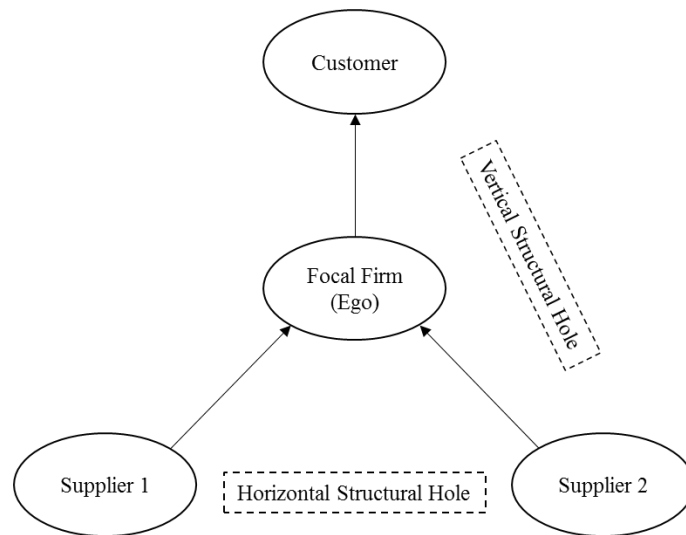 Customer
Vertical Structural Hole
Focal Firm
(Ego)
Supplier 1
Horizontal Structural Hole
Supplier 2